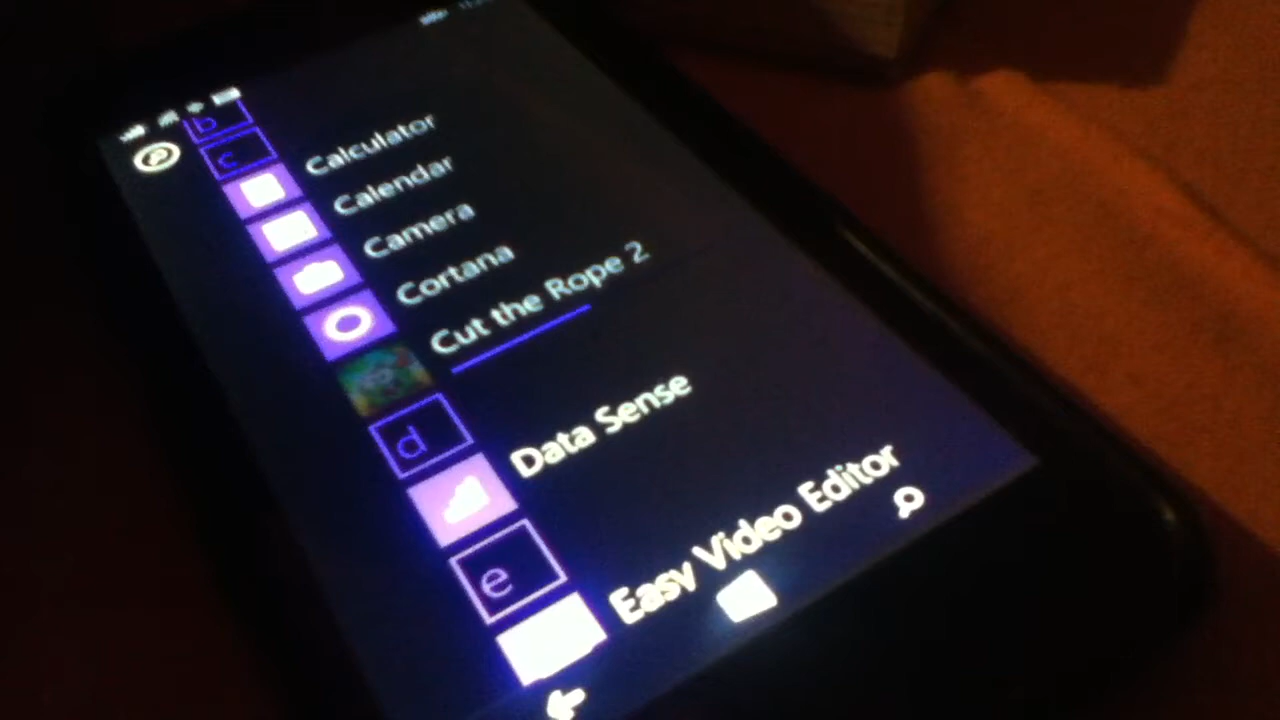 b
c
Calculator
Calendar
Camera
Cortana
Cut the Rope 2
d
Data Sense
e
Easy Video Editor